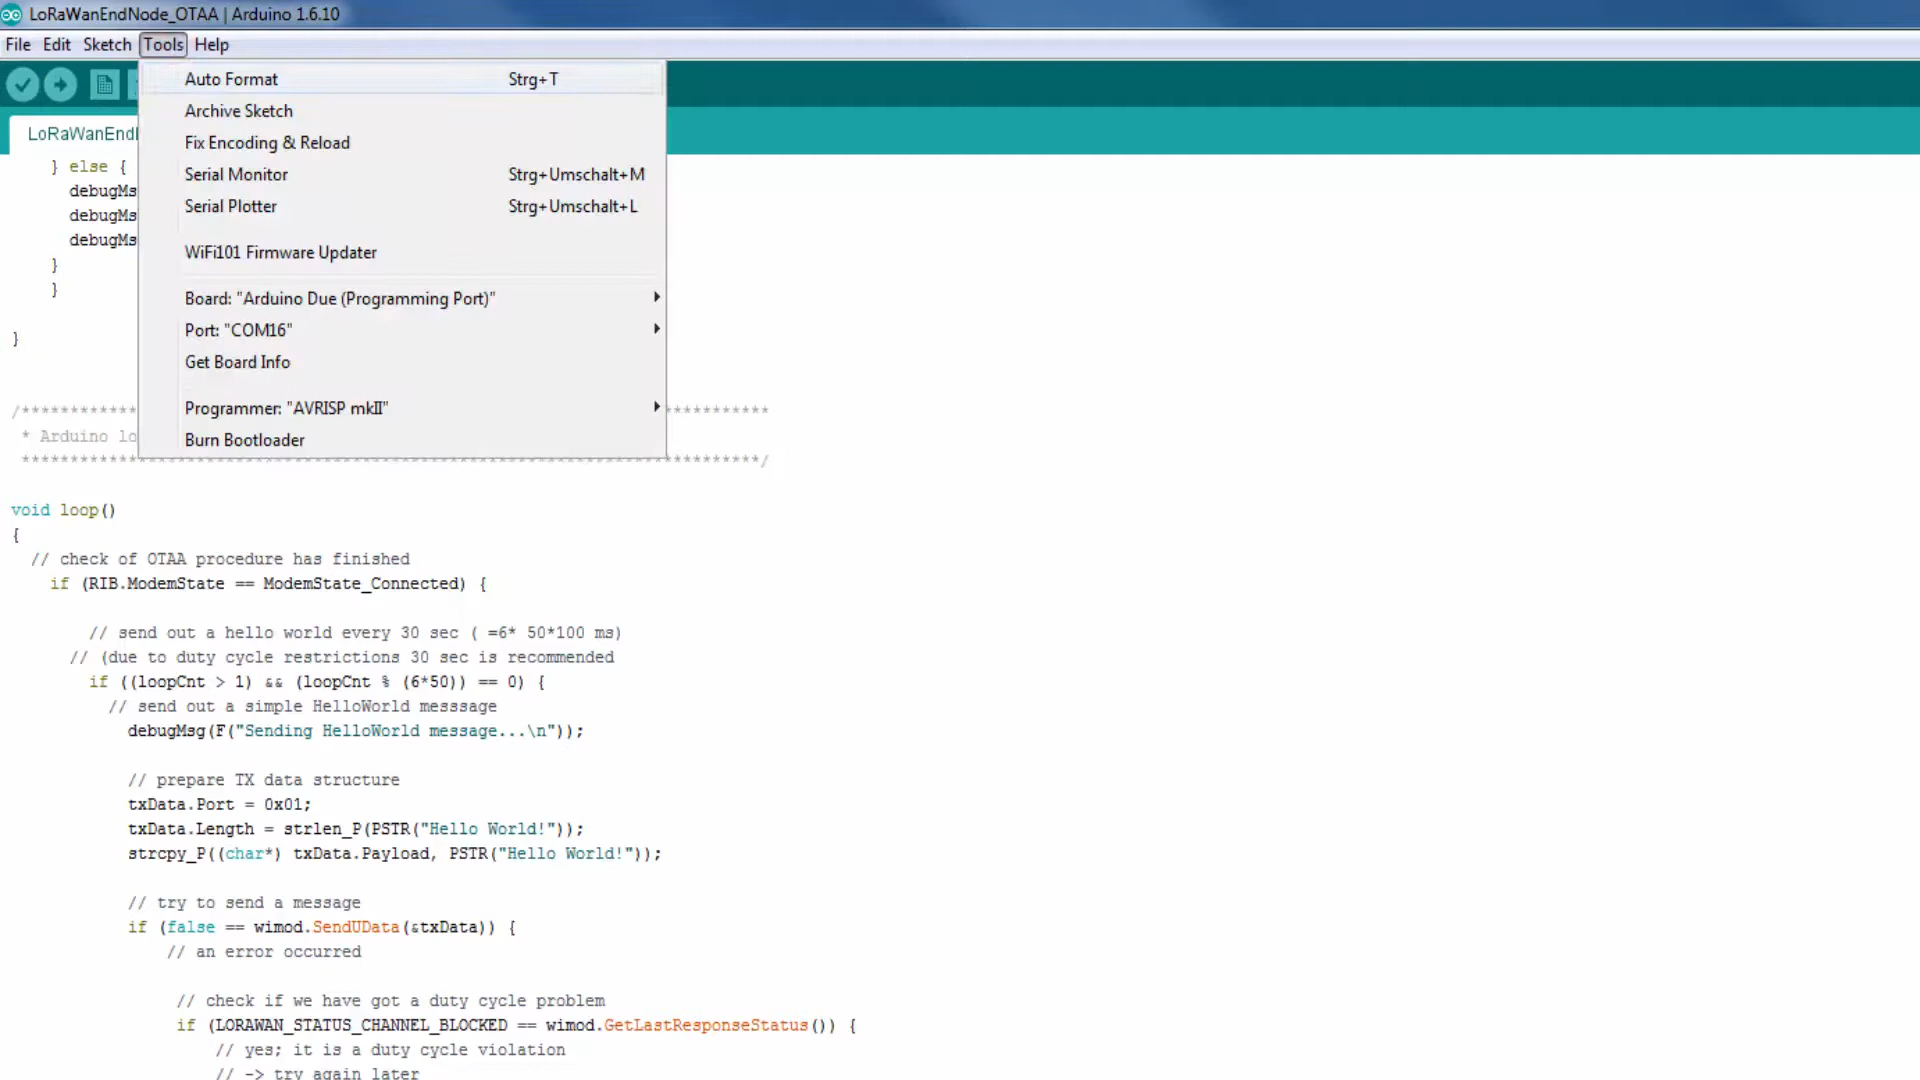 LoRaWanEndNode_OTAA | Arduino 1.6.10
File Edit Sketch Tools Help
Auto Format Strg+T
Archive Sketch
LoRaWanEnd
Fix Encoding & Reload
} else {
Serial Monitor Strg+Umschalt+M
debugMs
Serial Plotter Strg+Umschalt+L
debugMs
debugMs
WiFi101 Firmware Updater
}
}
Board: "Arduino Due (Programming Port)"
Port: "COM16"
}
Get Board Info
Programmer: "AVRISP mkII"
/************ ***********
* Arduino lo
Burn Bootloader
****************************************************************************/
void loop()
{
// check of OTAA procedure has finished
if (RIB.ModemState == ModemState_Connected) {
// send out a hello world every 30 sec ( =6* 50*100 ms)
// (due to duty cycle restrictions 30 sec is recommended
if ((loopCnt > 1) && (loopCnt % (6*50)) == 0) {
// send out a simple HelloWorld messsage
debugMsg(F("Sending HelloWorld message...\n"));
// prepare TX data structure
txData.Port = 0x01;
txData.Length = strlen_P(PSTR("Hello World!"));
strcpy_P((char*) txData.Payload, PSTR("Hello World!"));
// try to send a message
if (false == wimod.SendUData(&txData)) {
// an error occurred
// check if we have got a duty cycle problem
if (LORAWAN_STATUS_CHANNEL_BLOCKED == wimod.GetLastResponseStatus()) {
// yes; it is a duty cycle violation
// -> try again later